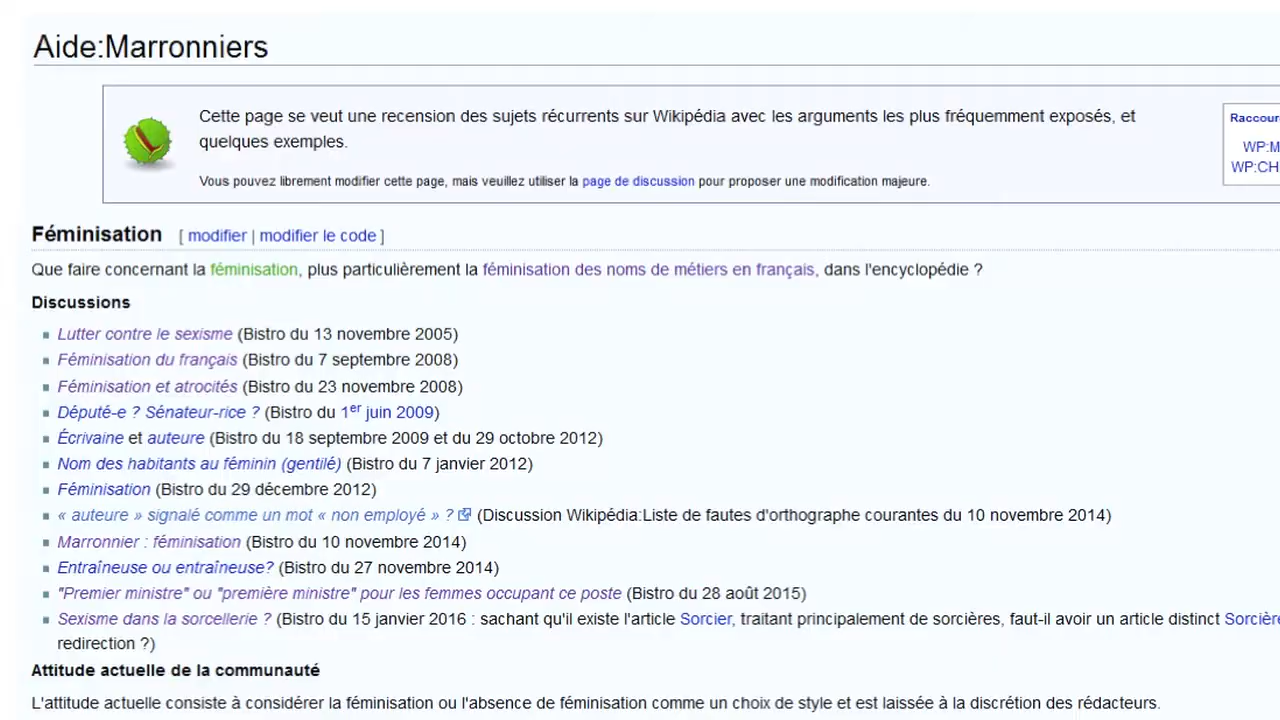 Aide:Marronniers
Cette page se veut une recension des sujets récurrents sur Wikipédia avec les arguments les plus fréquemment exposés, et
quelques exemples.
Vous pouvez librement modifier cette page, mais veuillez utiliser la page de discussion pour proposer une modification majeure.
Raccour
WP:M
WP:CH
Féminisation [ modifier | modifier le code ]
Que faire concernant la féminisation, plus particulièrement la féminisation des noms de métiers en français, dans l'encyclopédie ?
Discussions
Lutter contre le sexisme (Bistro du 13 novembre 2005)
Féminisation du français (Bistro du 7 septembre 2008)
Féminisation et atrocités (Bistro du 23 novembre 2008)
Député-e ? Sénateur-rice ? (Bistro du 1er juin 2009)
Écrivaine et auteure (Bistro du 18 septembre 2009 et du 29 octobre 2012)
Nom des habitants au féminin (gentilé) (Bistro du 7 janvier 2012)
Féminisation (Bistro du 29 décembre 2012)
« auteure » signalé comme un mot « non employé » ? (Discussion Wikipédia:Liste de fautes d'orthographe courantes du 10 novembre 2014)
Marronnier : féminisation (Bistro du 10 novembre 2014)
Entraîneuse ou entraîneuse? (Bistro du 27 novembre 2014)
"Premier ministre" ou "première ministre" pour les femmes occupant ce poste (Bistro du 28 août 2015)
Sexisme dans la sorcellerie ? (Bistro du 15 janvier 2016 : sachant qu'il existe l'article Sorcier, traitant principalement de sorcières, faut-il avoir un article distinct Sorcière
redirection ?)
Attitude actuelle de la communauté
L'attitude actuelle consiste à considérer la féminisation ou l'absence de féminisation comme un choix de style et est laissée à la discrétion des rédacteurs.